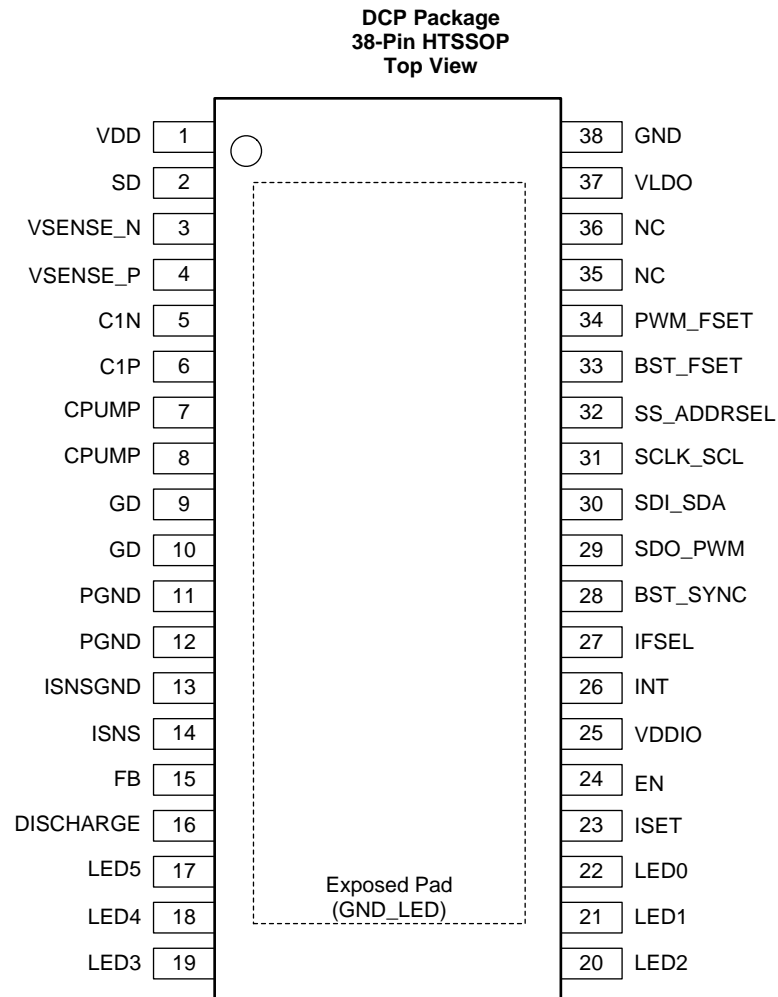 DCP Package
38-Pin HTSSOP
Top View
VDD 1 38 GND
SD 2 37 VLDO
VSENSE_N 3 36 NC
VSENSE_P 4 35 NC
C1N 5 34 PWM_FSET
C1P 6 33 BST_FSET
CPUMP 7 32 SS_ADDRSEL
CPUMP 8 31 SCLK_SCL
GD 9 30 SDI_SDA
GD 10 29 SDO_PWM
PGND 11 28 BST_SYNC
PGND 12 27 IFSEL
ISNSGND 13 26 INT
ISNS 14 25 VDDIO
FB 15 24 EN
DISCHARGE 16 23 ISET
LED5 17 22 LED0
Exposed Pad
(GND_LED)
LED4 18 21 LED1
LED3 19 20 LED2